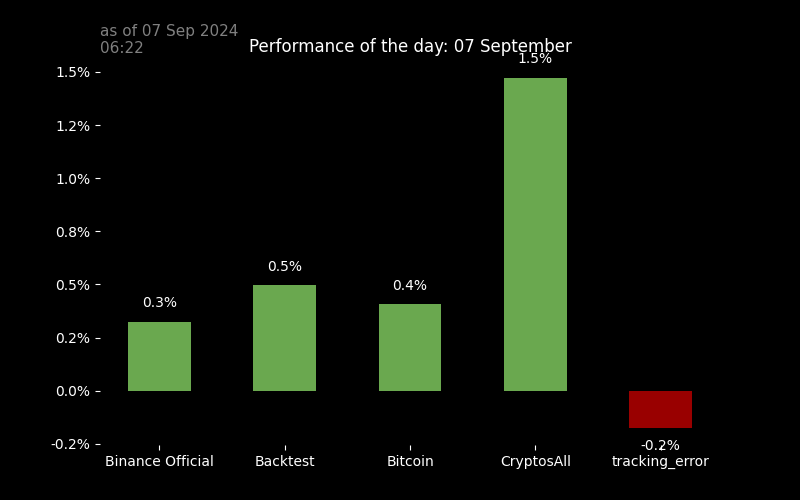 as of 07 Sep 2024
06:22
Performance of the day: 07 September
1.5%
1.5%
1.2%
1.0%
0.8%
0.5%
0.5%
0.4%
0.3%
0.2%
0.0%
-0.2%
-0.2%
Binance Official
Backtest
Bitcoin
CryptosAll
tracking_error